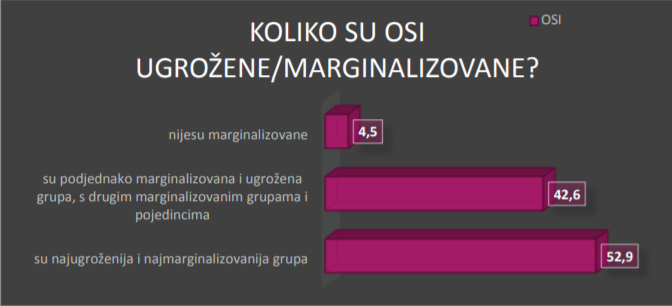 KOLIKO SU OSI
UGROŽENE/MARGINALIZOVANE?
OSI
nijesu marginalizovane
4,5
su podjednako marginalizovana i ugrožena
grupa, s drugim marginalizovanim grupama i
pojedincima
42,6
su najugroženija i najmarginalizovanija grupa
52,9